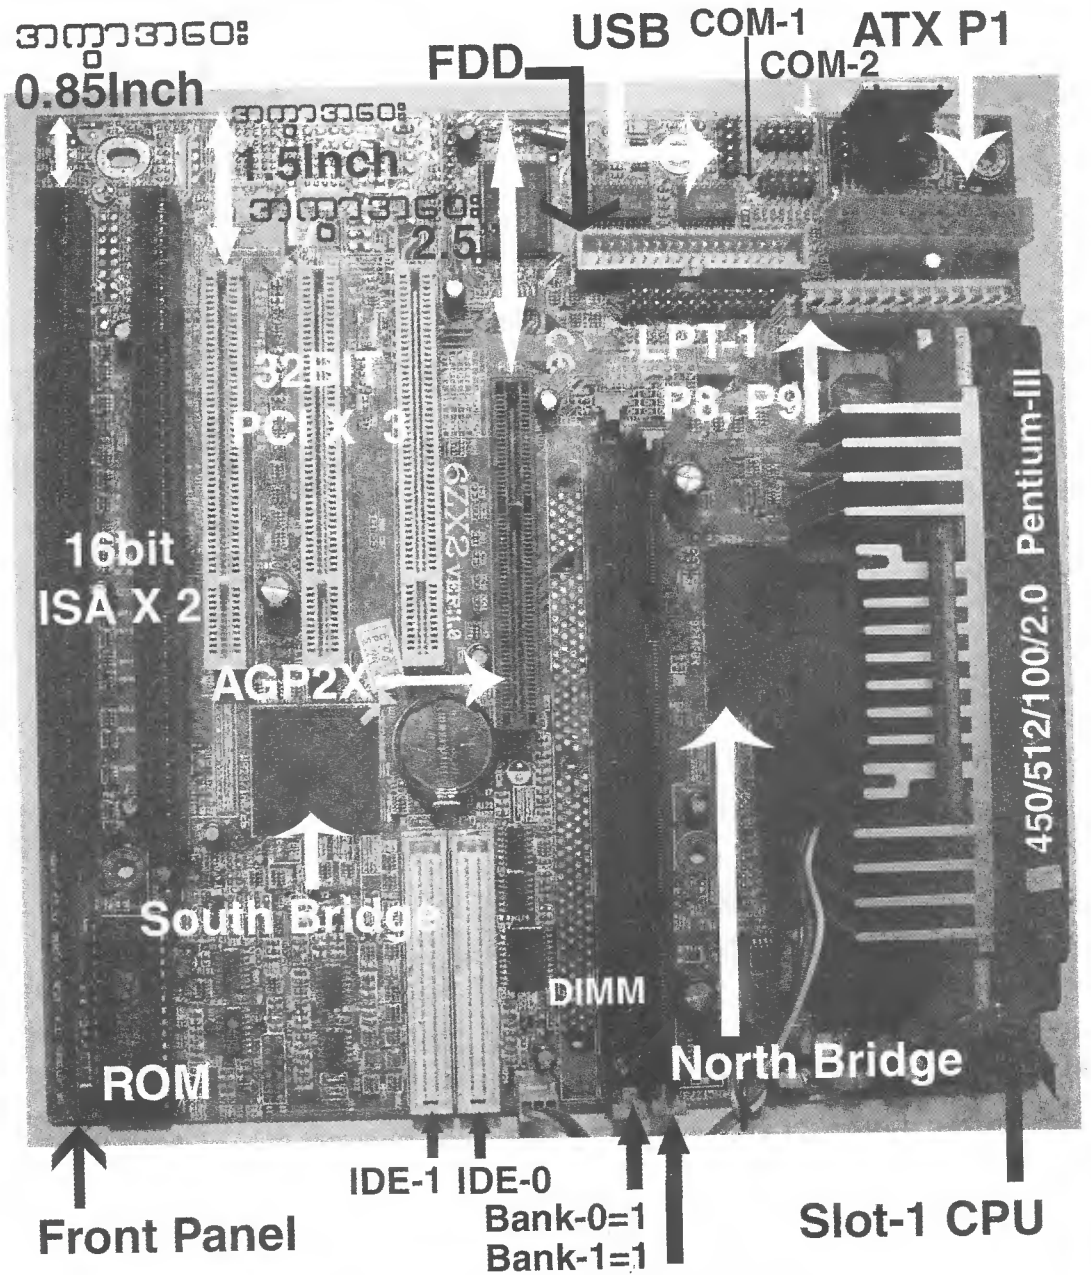 အကွာအဝေး
0.85Inch
FDD
USB
COM-1
COM-2
ATX P1
အကွာအဝေး
1.5Inch
အကွာအဝေး
2.5
LPT-1
P8, P9
32BIT
PCI X 3
6ZX2 VER:1.0
16bit
ISA X 2
AGP2X
450/512/100/2.0 Pentium-III
South Bridge
DIMM
North Bridge
ROM
IDE-1 IDE-0
Front Panel
Bank-0=1
Bank-1=1
Slot-1 CPU